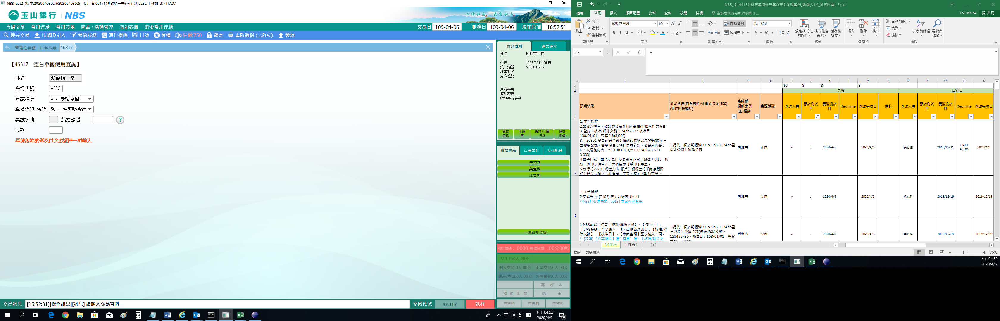 NBS-uat2 (版本:2020040302.b2020040302) 使用者:00171(測試櫃一辛) 分行別:9232 工作站:L9711A07
玉山銀行 | NBS
心清如玉，義重如山。
自選交易 常用連結 常用表單 商品 / 活動管理 智能客服 消金常用連結
交易日 109-04-06 帳務日 109-04-06 現在時間 16:52:51
搜尋交易 帳號ID引入 預約服務 蒞行提醒 日誌 授權 廣播:250 鎖定 重啟週邊 (已啟動) 簽退
管理性業務 日常作業 46317
【46317 空白單據使用查詢】
姓名 測試櫃一辛
分行代號 9232
單據種類 4 - 臺幣存摺
單據代號-名稱 50 - 台幣整合存摺
票據字軌 起始號碼 ?
頁次
單據起始號碼及頁次應選擇一項輸入
身分識別 產品往來
姓名 測試黃一騰
生日 1998年01月01日
統一編號 A199000755
理專姓名
身分註記
注意事項
簡訊密碼
近期事故異動
顧客資訊 手續費 通路/共同行銷 顧客影像
推薦商品 重要事件 互動記錄
無資料
無資料
無資料
一般轉介登錄
服務號碼： 0000 等候時間： 00分00秒
ＶＩＰ:0人 00分
個人交易:0人 00分 企業交易:0人 00分
開戶/申請:0人 00分 外匯業務:0人 00分
再 呼 叫
預 約 叫 號 結 束
無資料 無資料 無資料
交易訊息 [16:52:31][操作訊息][訊息] 請輸入交易資料
交易代號 46317 執行
英 下午 04:52
2020/4/6 4
NBS_【14412行銷專案特殊專案作業】測試案例_前端_V1.0_測資回覆 - Excel
檔案 常用 插入 版面配置 公式 資料 校閱 檢視 告訴我您想要執行的動作... TEST19054 共用
貼上 剪下 複製 複製格式 剪貼簿
微軟正黑體 10 B I U 字型
自動換列 跨欄置中 對齊方式
通用格式 $ % 數值
設定格式化的條件 格式化為表格 儲存格樣式 樣式
插入 刪除 格式 儲存格
自動加總 填滿 清除 排序與篩選 尋找與選取 編輯
J8 fx v
E F G H I J K L M N O P Q R S
3 16 8 8 8
4 專項 UAT 1
5 預期結果 前置準備(包含資料/外圍介接系統等)(與IT討論確認) 系統部測試案例(主)經辦 議題編號 測試人員 預計測試日 實際測試日 Redmine 測試完成日 備註 測試人員 預計測試日 實際測試日 Redmine 測試完成日
1. 主管授權
2.請放入短單，確認與交易登打內容相符(檢視作業項目
0-登錄、核准/解除文號123456789、核准日
108/01/01、專案金額3,000)
3.【20301 變更記錄查詢】確認該帳號完成登錄(顯示三
筆變更記錄，變更項目：特殊專案註記、交易前內容：
N、交易後內容：Y1 01080101/Y1 123456789/Y1
3,000)
4.電子日誌可重現交易且交易訊息正常；點選「列印」按
鈕，列印之短單左上角有顯示【重印】字義。
5.執行【22201 現金支出-帳戶】領現金【印錄存摺備
註】欄位未輸入「社會局」字義，應不可執行交易。
1.提供一個活期帳號0015-968-123456且
尚未登錄1-啟鑰卓越
7 周雅雪 正向 v v 2020/4/6 2020/4/6 侯心雅 2019/12/31 UAT1 #5503 2020/1/9
1.主管授權
2.交易失敗: [7102] 變更前後資料相同
**[錯誤] 交易失敗: [5013] 本案件已登錄
8 周雅雪 反向 v v 2020/4/6 2020/4/6 侯心雅 2019/12/19 2019/12/19
1.NBS前端已控管【核准/解除文號】、【核准日】、
【專案金額】至少輸入一項，出現錯誤訊息：【核准/解
除文號】、【核准日】、【專案金額】至少輸入一項。
**[錯誤]【作業項目】選"變更"時，【核准/解除文
1.提供一個活期帳號0015-968-123456且
已登錄1-啟鑰卓越(核准/解除文號：
123456789、核准日：108/01/01、專案
周雅雪 反向 v v 2020/4/6 2020/4/6 侯心雅 2019/12/19 2019/12/19
14412 工作表1
就緒 篩選模式 75%
下午 04:52
2020/4/6